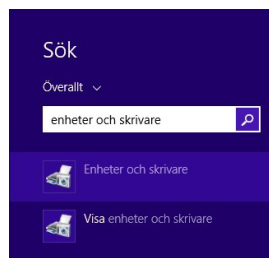 Sök
Överallt
enheter och skrivare
Enheter och skrivare
Visa enheter och skrivare